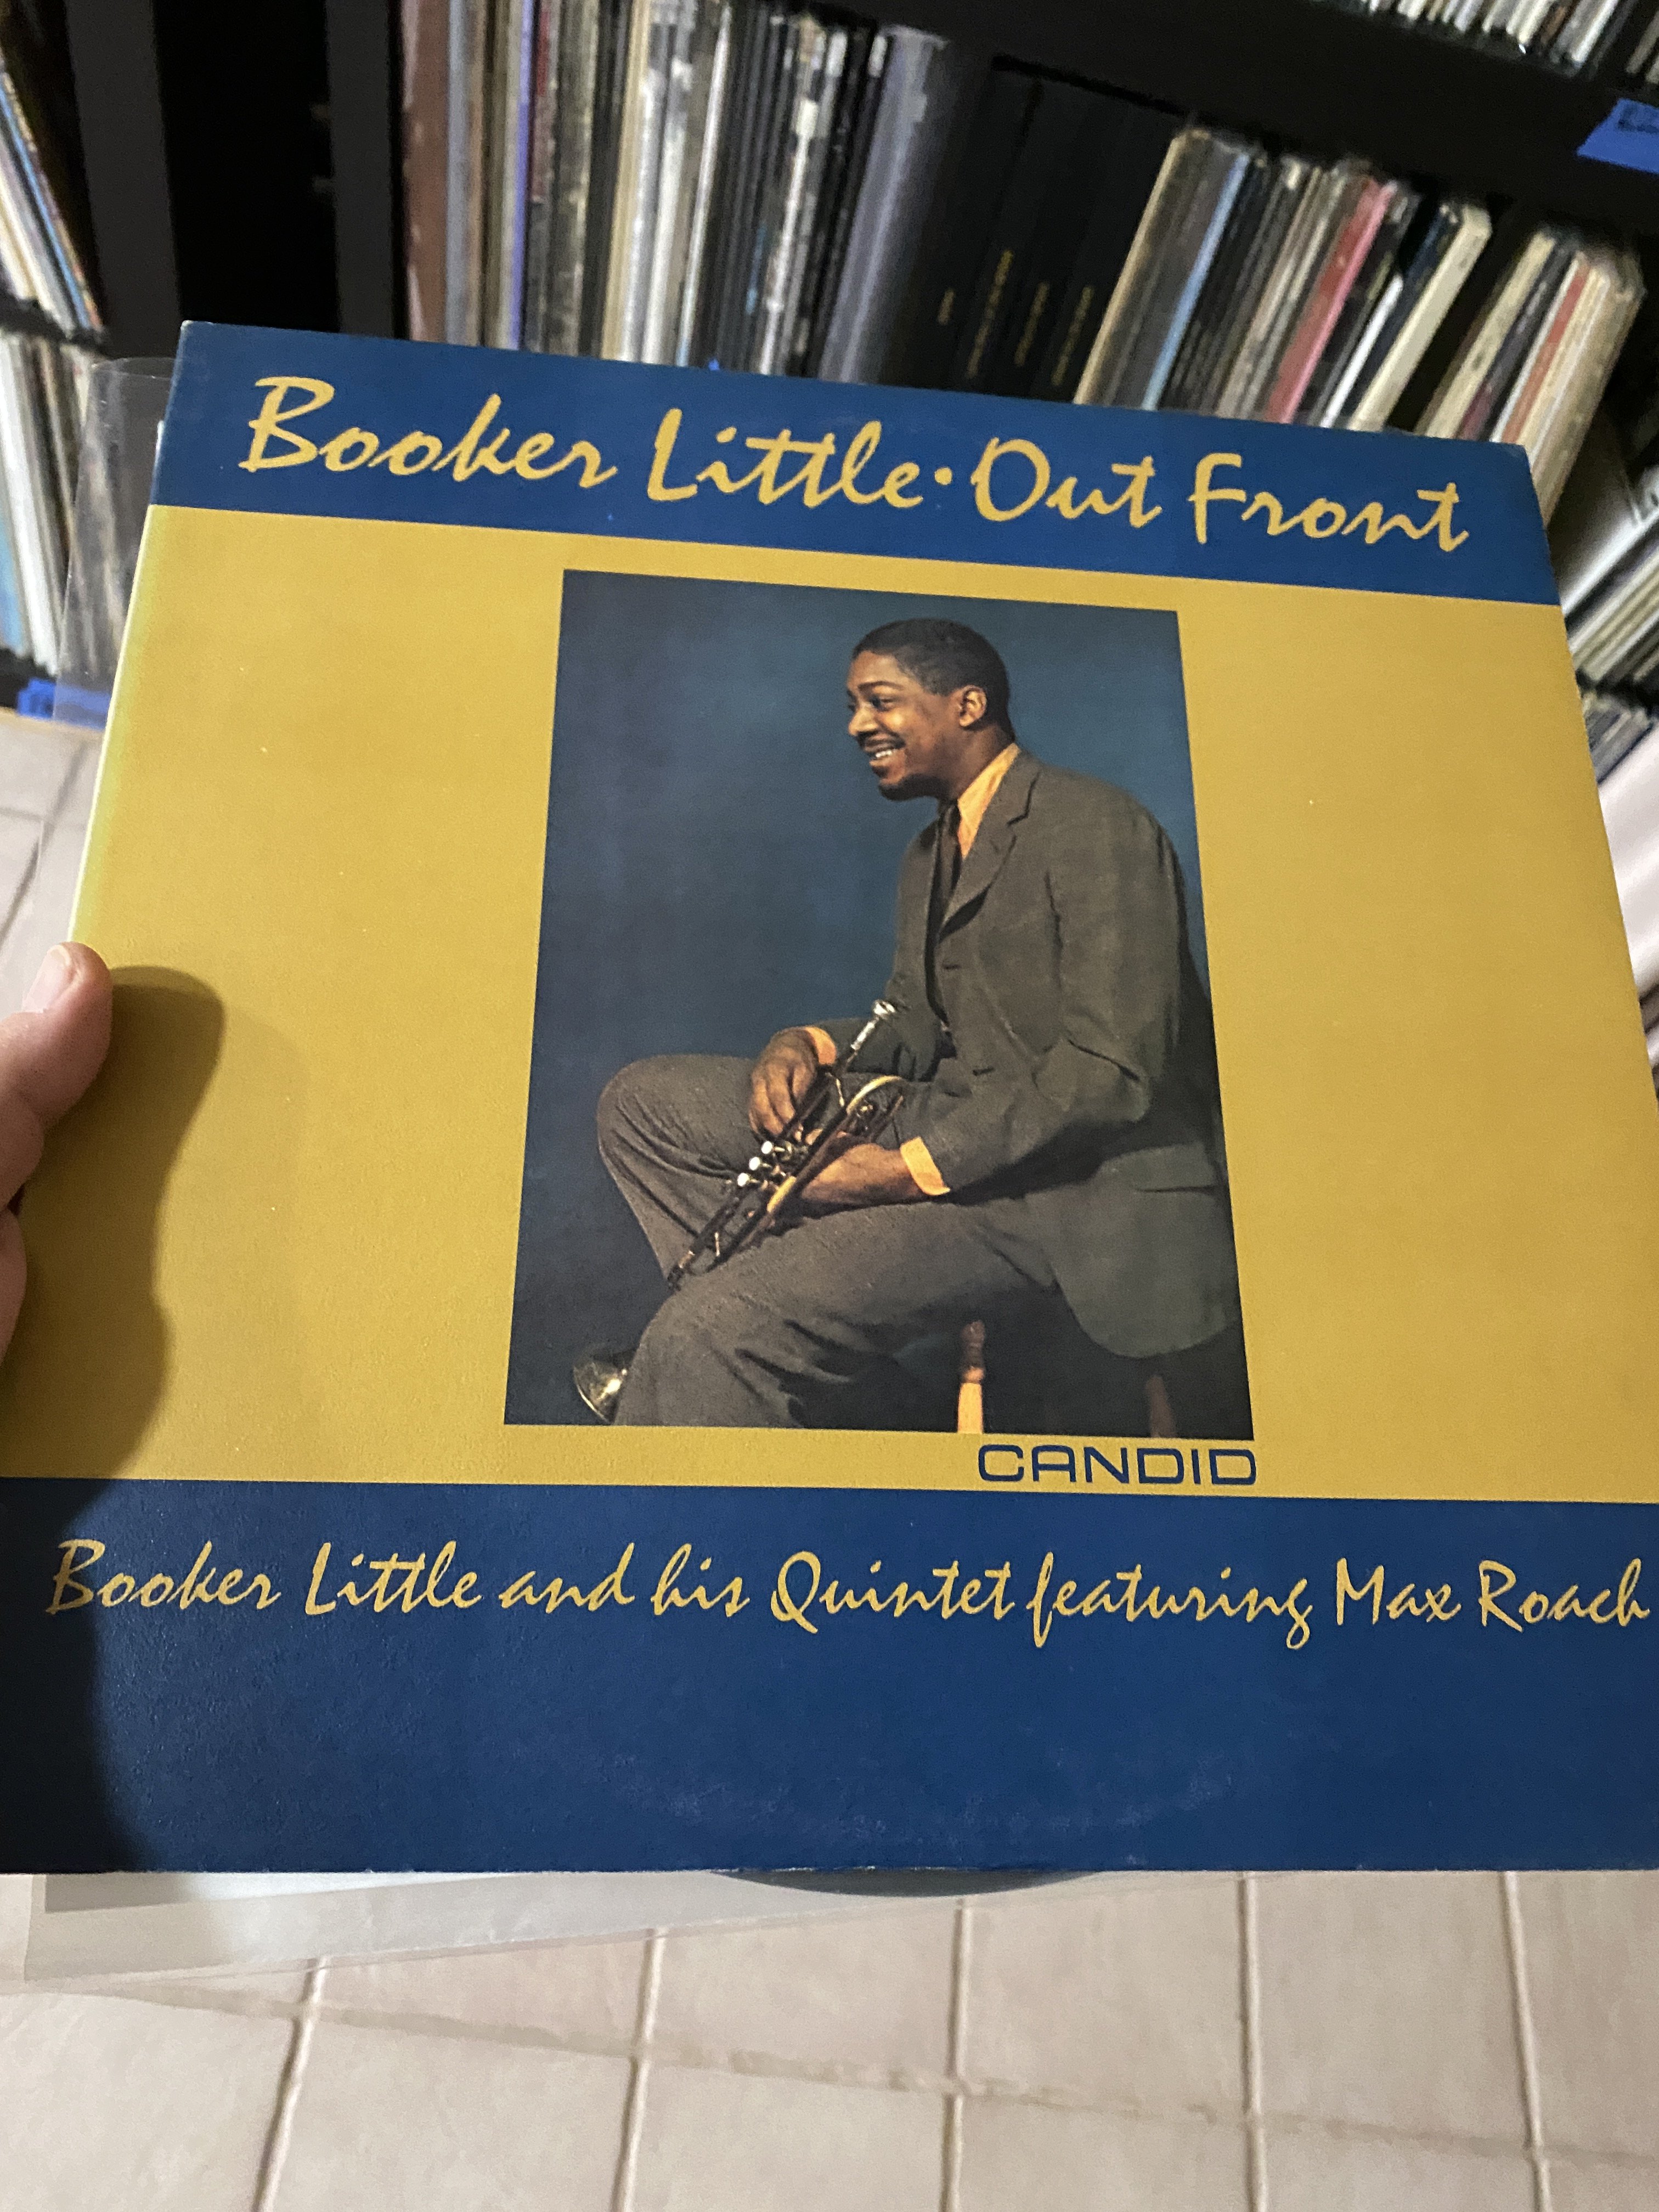 Booker Little • Out Front
CANDID
Booker Little and his Quintet featuring Max Roach